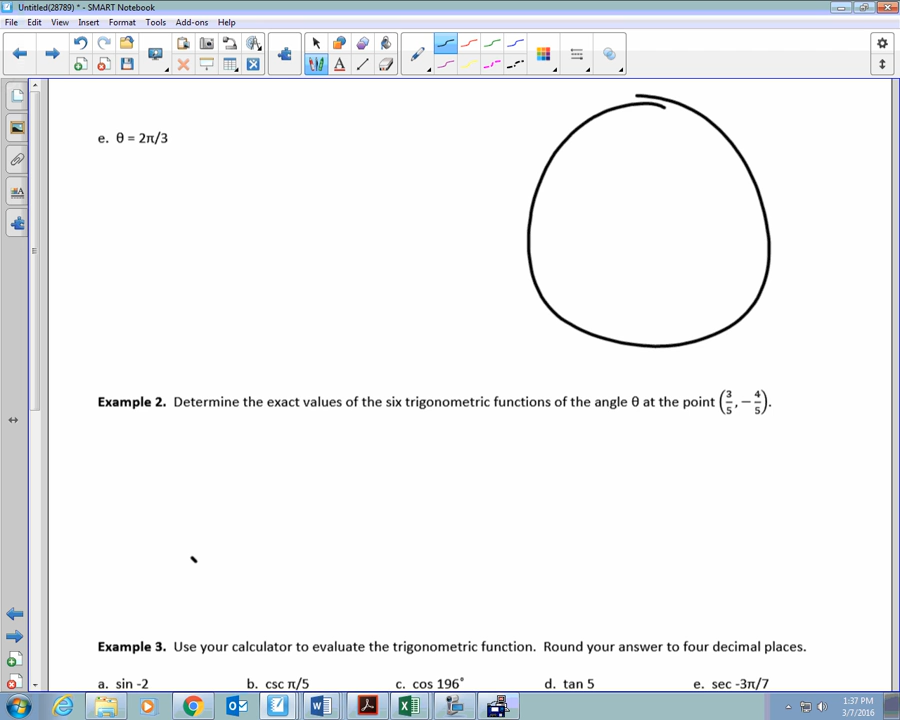 Untitled(28789) * - SMART Notebook
File Edit View Insert Format Tools Add-ons Help
e. θ = 2π/3
Example 2. Determine the exact values of the six trigonometric functions of the angle θ at the point (3/5, −4/5).
Example 3. Use your calculator to evaluate the trigonometric function. Round your answer to four decimal places.
a. sin -2 b. csc π/5 c. cos 196° d. tan 5 e. sec -3π/7
1:37 PM
3/7/2016